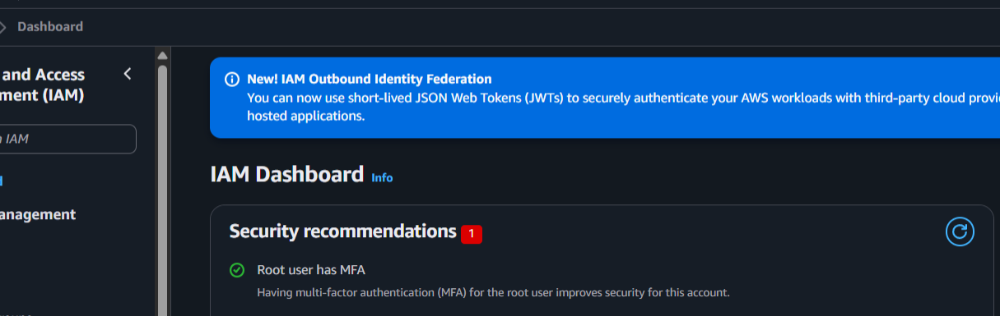 Dashboard
and Access
ment (IAM)
IAM
anagement
New! IAM Outbound Identity Federation
You can now use short-lived JSON Web Tokens (JWTs) to securely authenticate your AWS workloads with third-party cloud provi
hosted applications.
IAM Dashboard Info
Security recommendations 1
Root user has MFA
Having multi-factor authentication (MFA) for the root user improves security for this account.